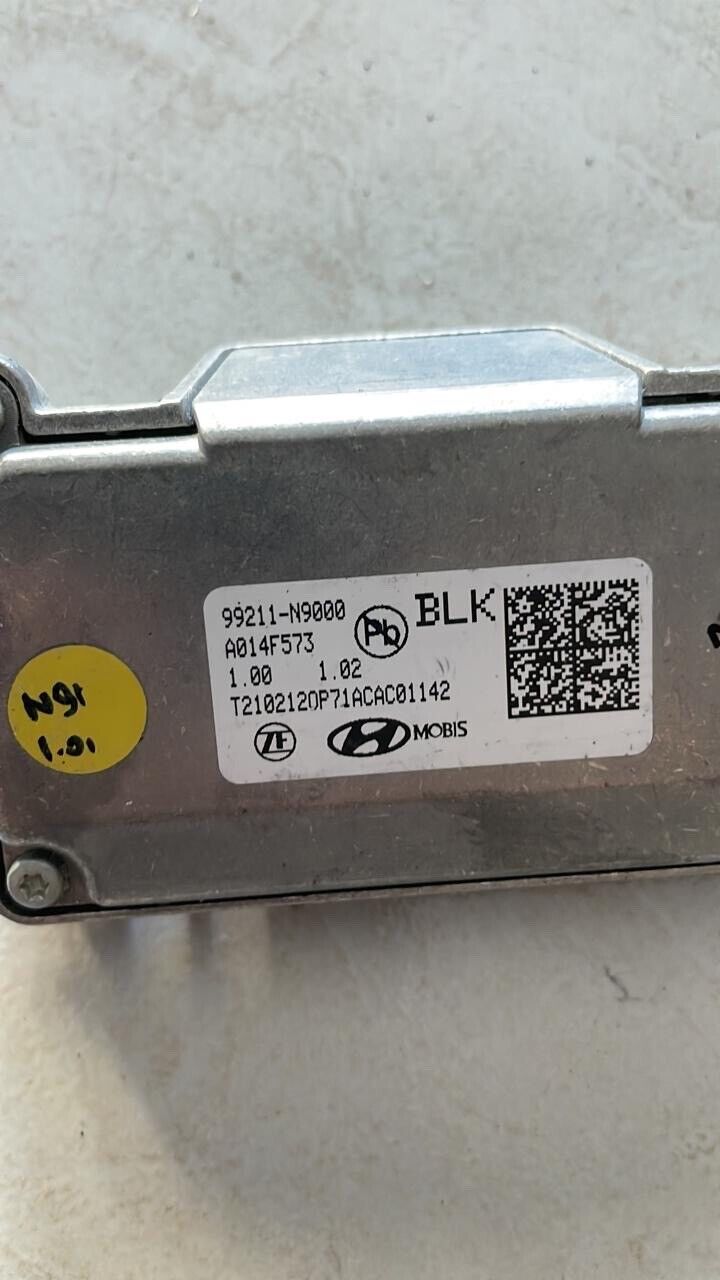 99211-N9000
Pb
BLK
A014F573
1.00 1.02
T210212OP71ACAC01142
ZF
MOBIS
N91
1.01